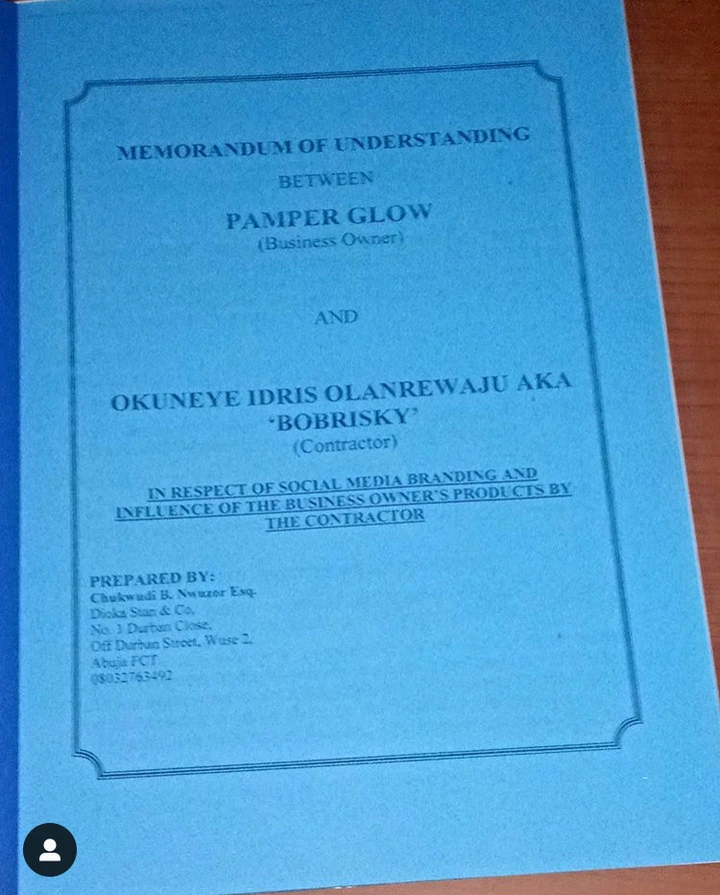 MEMORANDUM OF UNDERSTANDING
BETWEEN
PAMPER GLOW
(Business Owner)
AND
OKUNEYE IDRIS OLANREWAJU AKA
‘BOBRISKY’
(Contractor)
IN RESPECT OF SOCIAL MEDIA BRANDING AND
INFLUENCE OF THE BUSINESS OWNER'S PRODUCTS BY
THE CONTRACTOR
PREPARED BY:
Chukwudi B. Nwuzor Esq.
Dioka Stan & Co,
No. 1 Durban Close,
Off Durban Street, Wuse 2,
Abuja FCT
08032763492